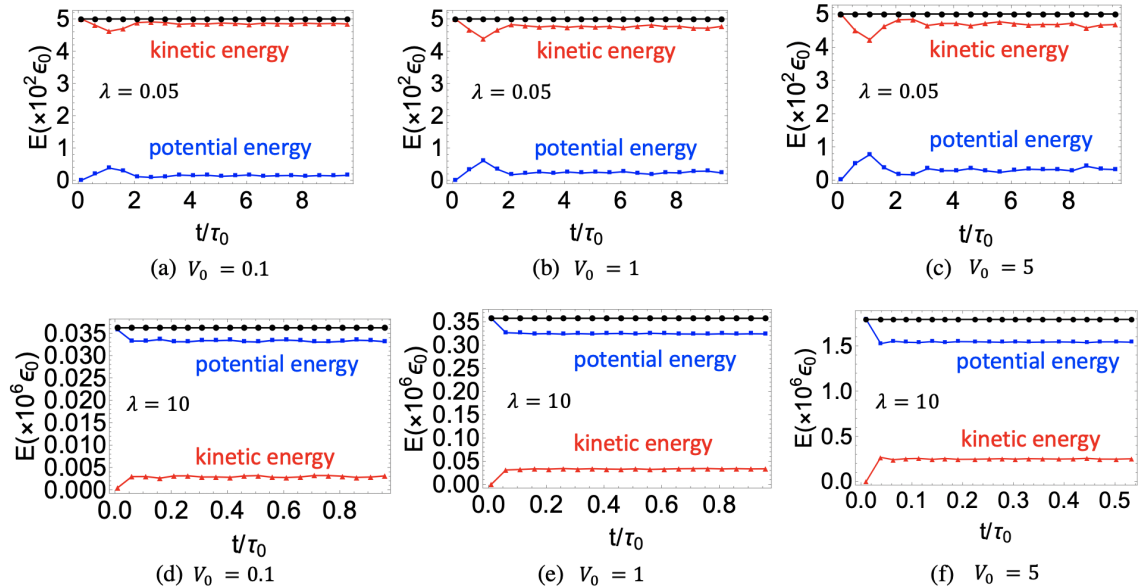 E(×10²ϵ₀)
5
4
3
2
1
0
kinetic energy
λ = 0.05
potential energy
0 2 4 6 8
t/τ₀
(a) V₀ = 0.1
E(×10²ϵ₀)
5
4
3
2
1
0
kinetic energy
λ = 0.05
potential energy
0 2 4 6 8
t/τ₀
(b) V₀ = 1
E(×10²ϵ₀)
5
4
3
2
1
0
kinetic energy
λ = 0.05
potential energy
0 2 4 6 8
t/τ₀
(c) V₀ = 5
E(×10⁶ϵ₀)
0.035
0.030
0.025
0.020
0.015
0.010
0.005
0.000
potential energy
λ = 10
kinetic energy
0.0 0.2 0.4 0.6 0.8
t/τ₀
(d) V₀ = 0.1
E(×10⁶ϵ₀)
0.35
0.30
0.25
0.20
0.15
0.10
0.05
0.00
potential energy
λ = 10
kinetic energy
0.0 0.2 0.4 0.6 0.8
t/τ₀
(e) V₀ = 1
E(×10⁶ϵ₀)
1.5
1.0
0.5
0.0
potential energy
λ = 10
kinetic energy
0.0 0.1 0.2 0.3 0.4 0.5
t/τ₀
(f) V₀ = 5